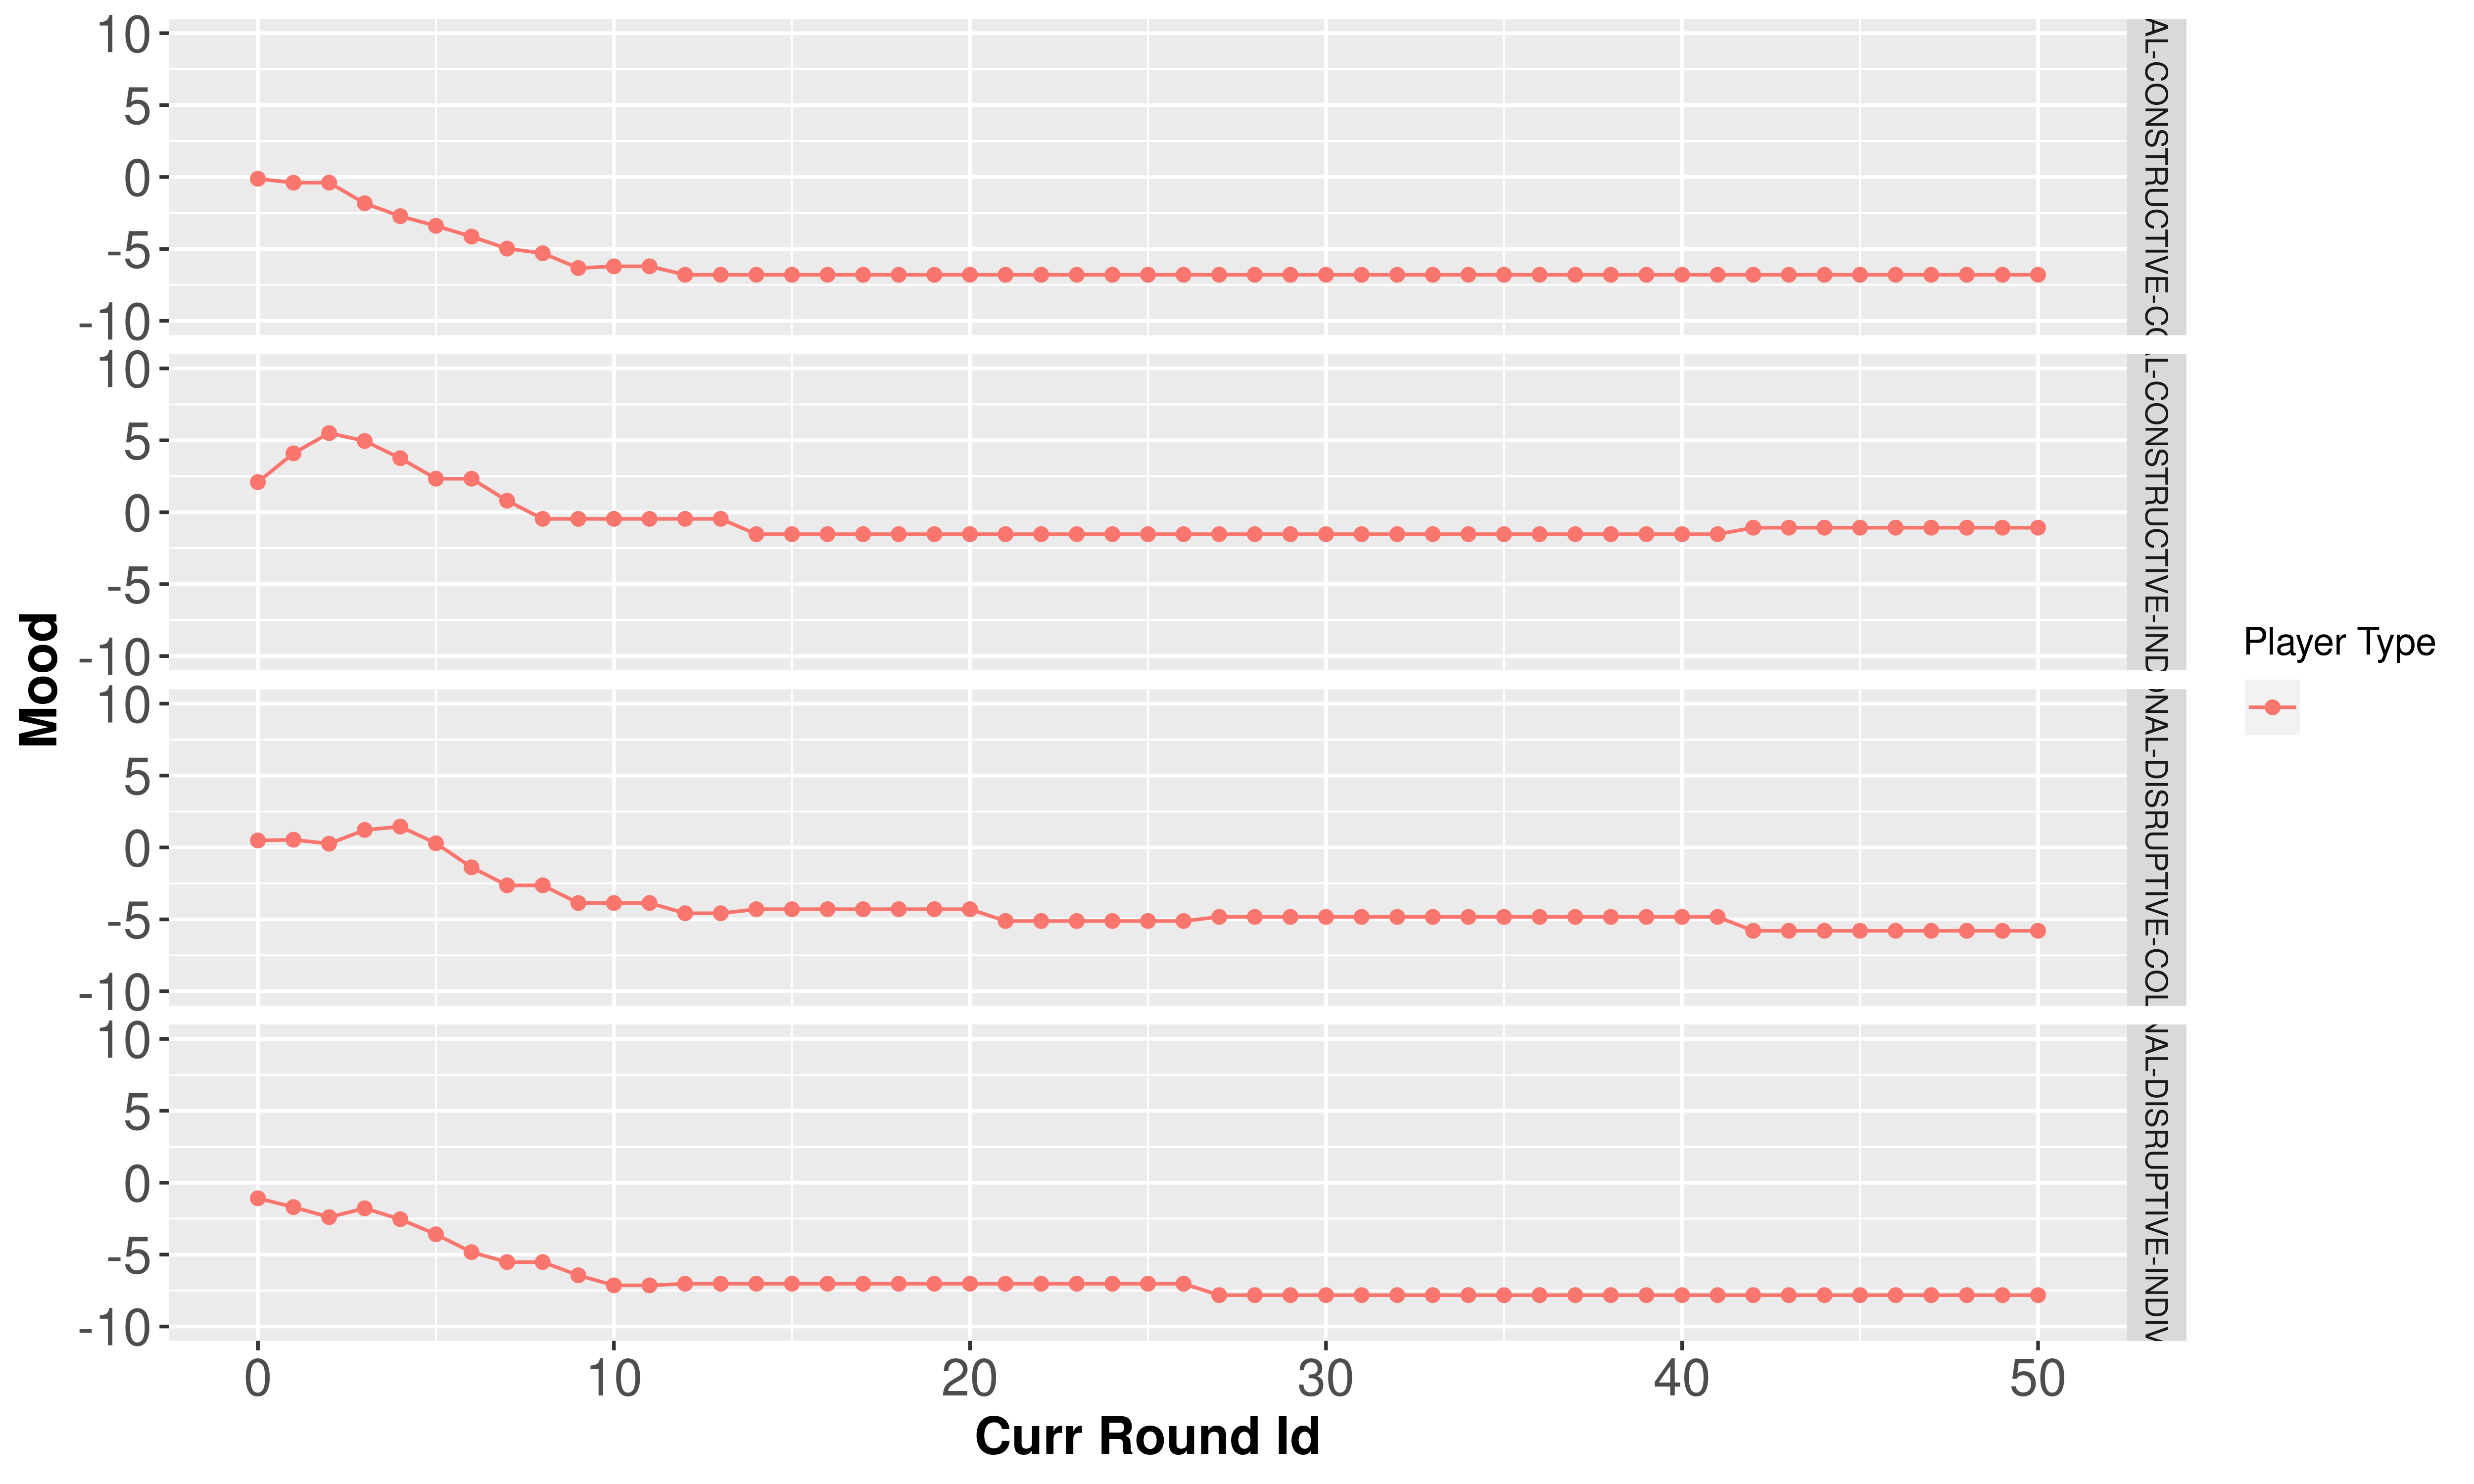 10
5
0
-5
-10
AL-CONSTRUCTIVE-CO
10
5
0
-5
-10
L-CONSTRUCTIVE-IND
10
5
0
-5
-10
NAL-DISRUPTIVE-COL
10
5
0
-5
-10
AL-DISRUPTIVE-INDIV
0 10 20 30 40 50
Curr Round Id
Mood
Player Type